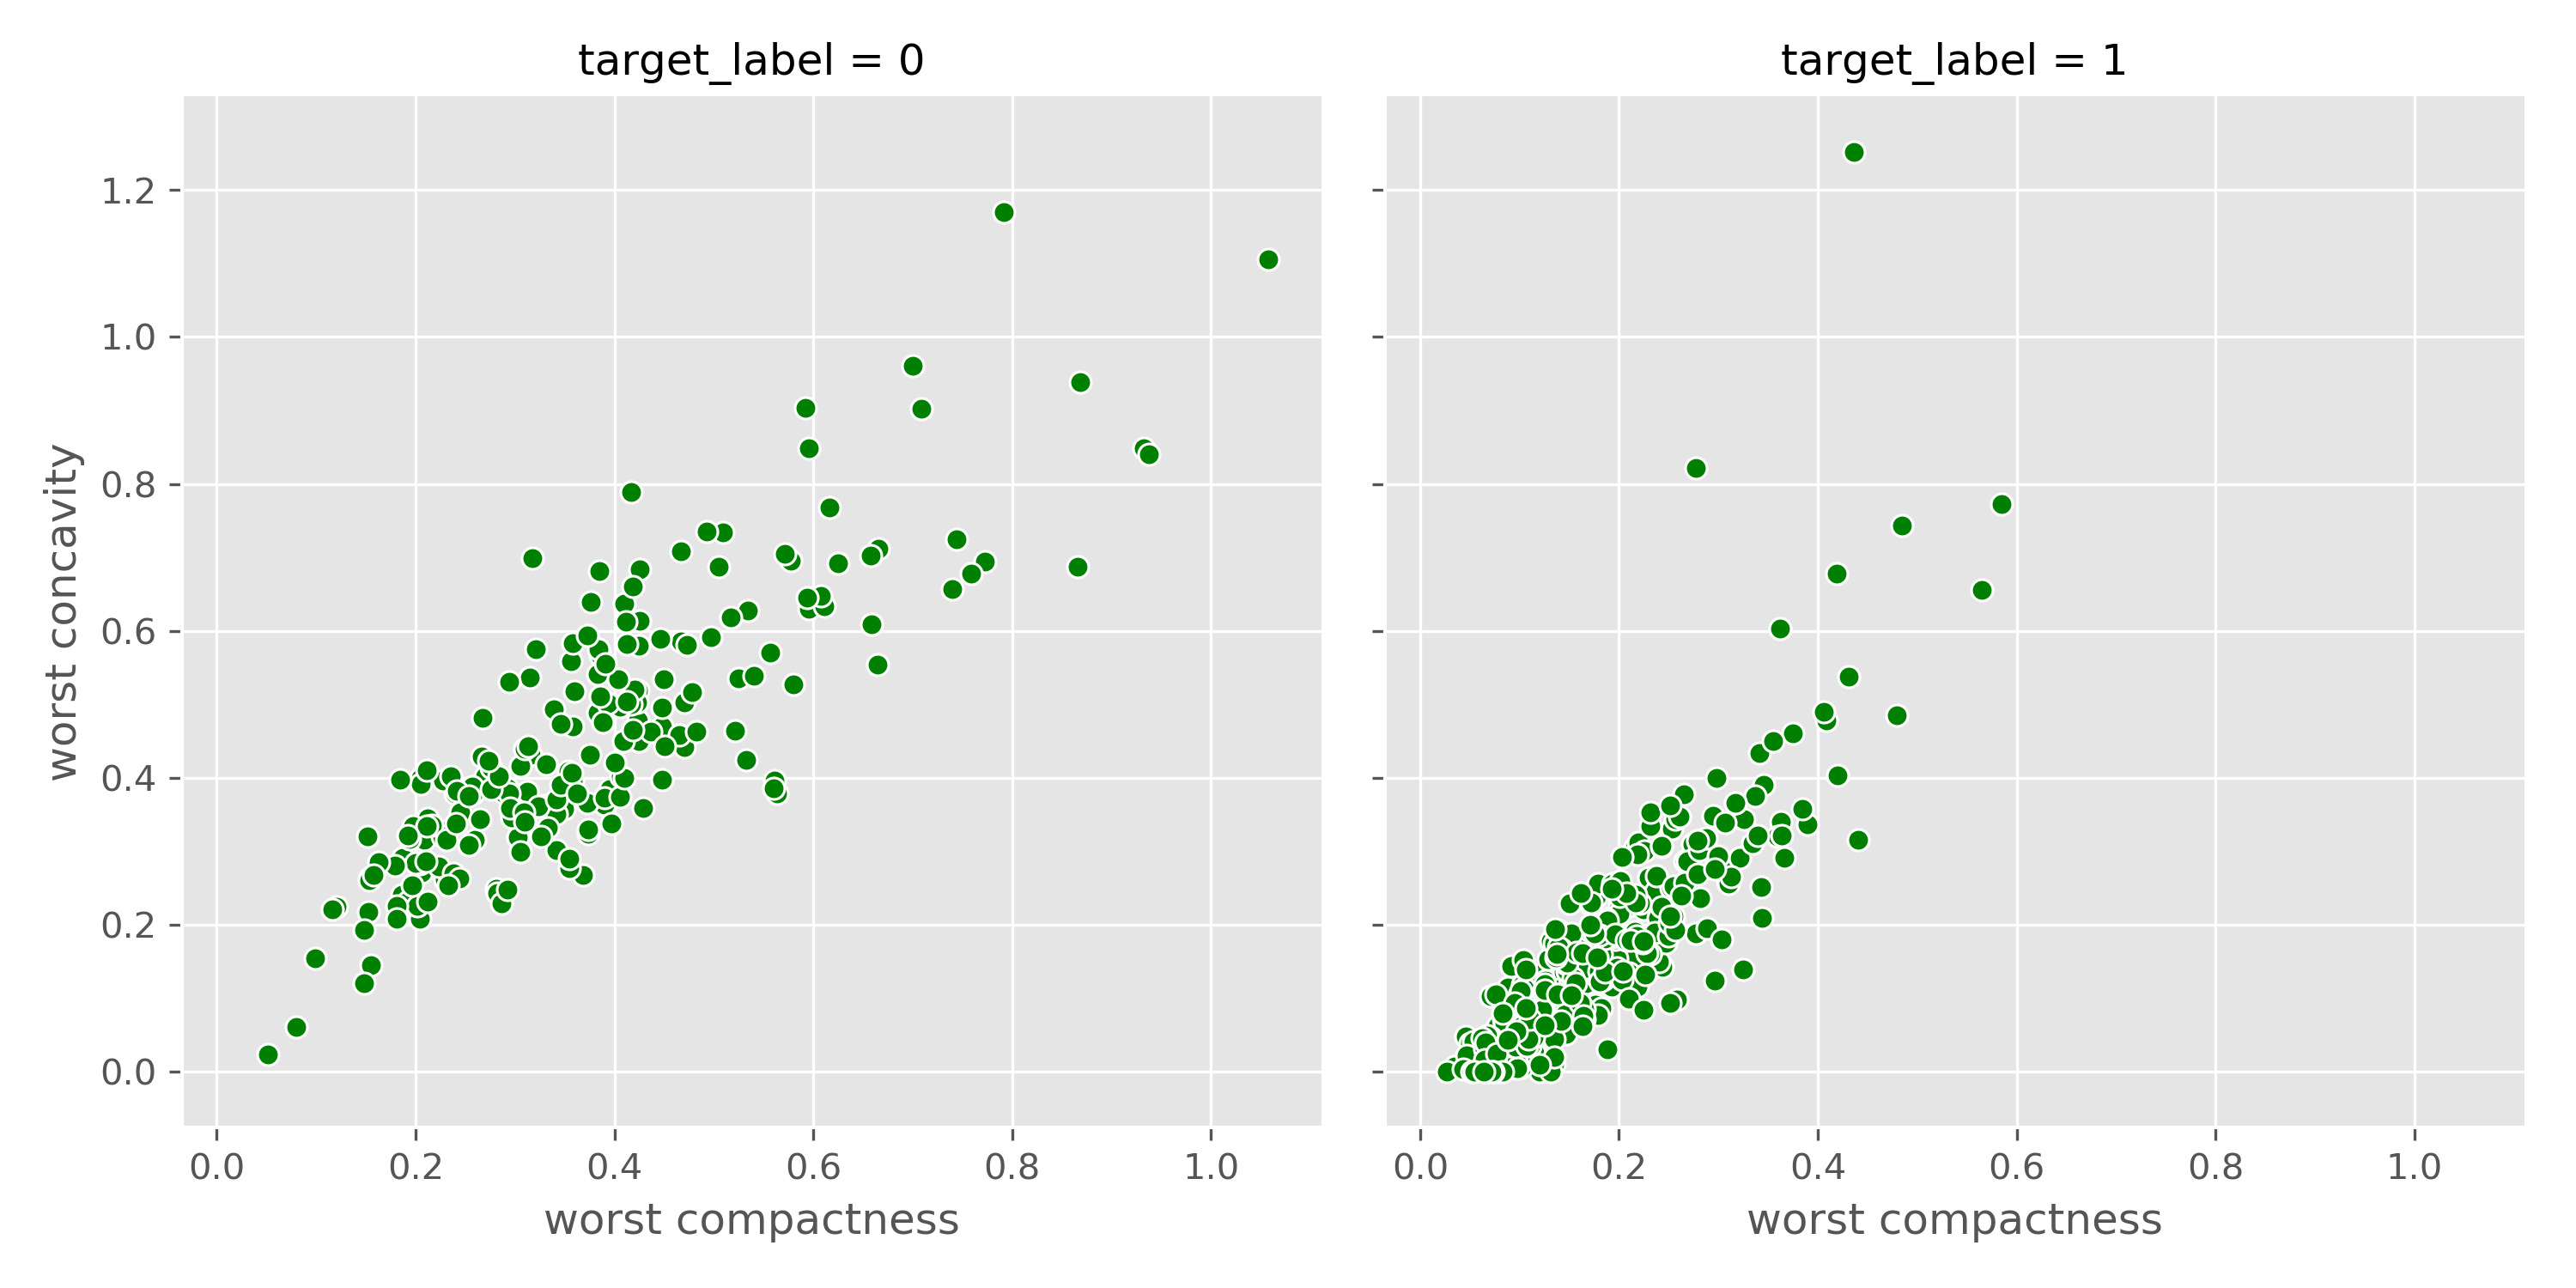 target_label = 0
target_label = 1
worst concavity
1.2
1.0
0.8
0.6
0.4
0.2
0.0
0.0 0.2 0.4 0.6 0.8 1.0
0.0 0.2 0.4 0.6 0.8 1.0
worst compactness
worst compactness